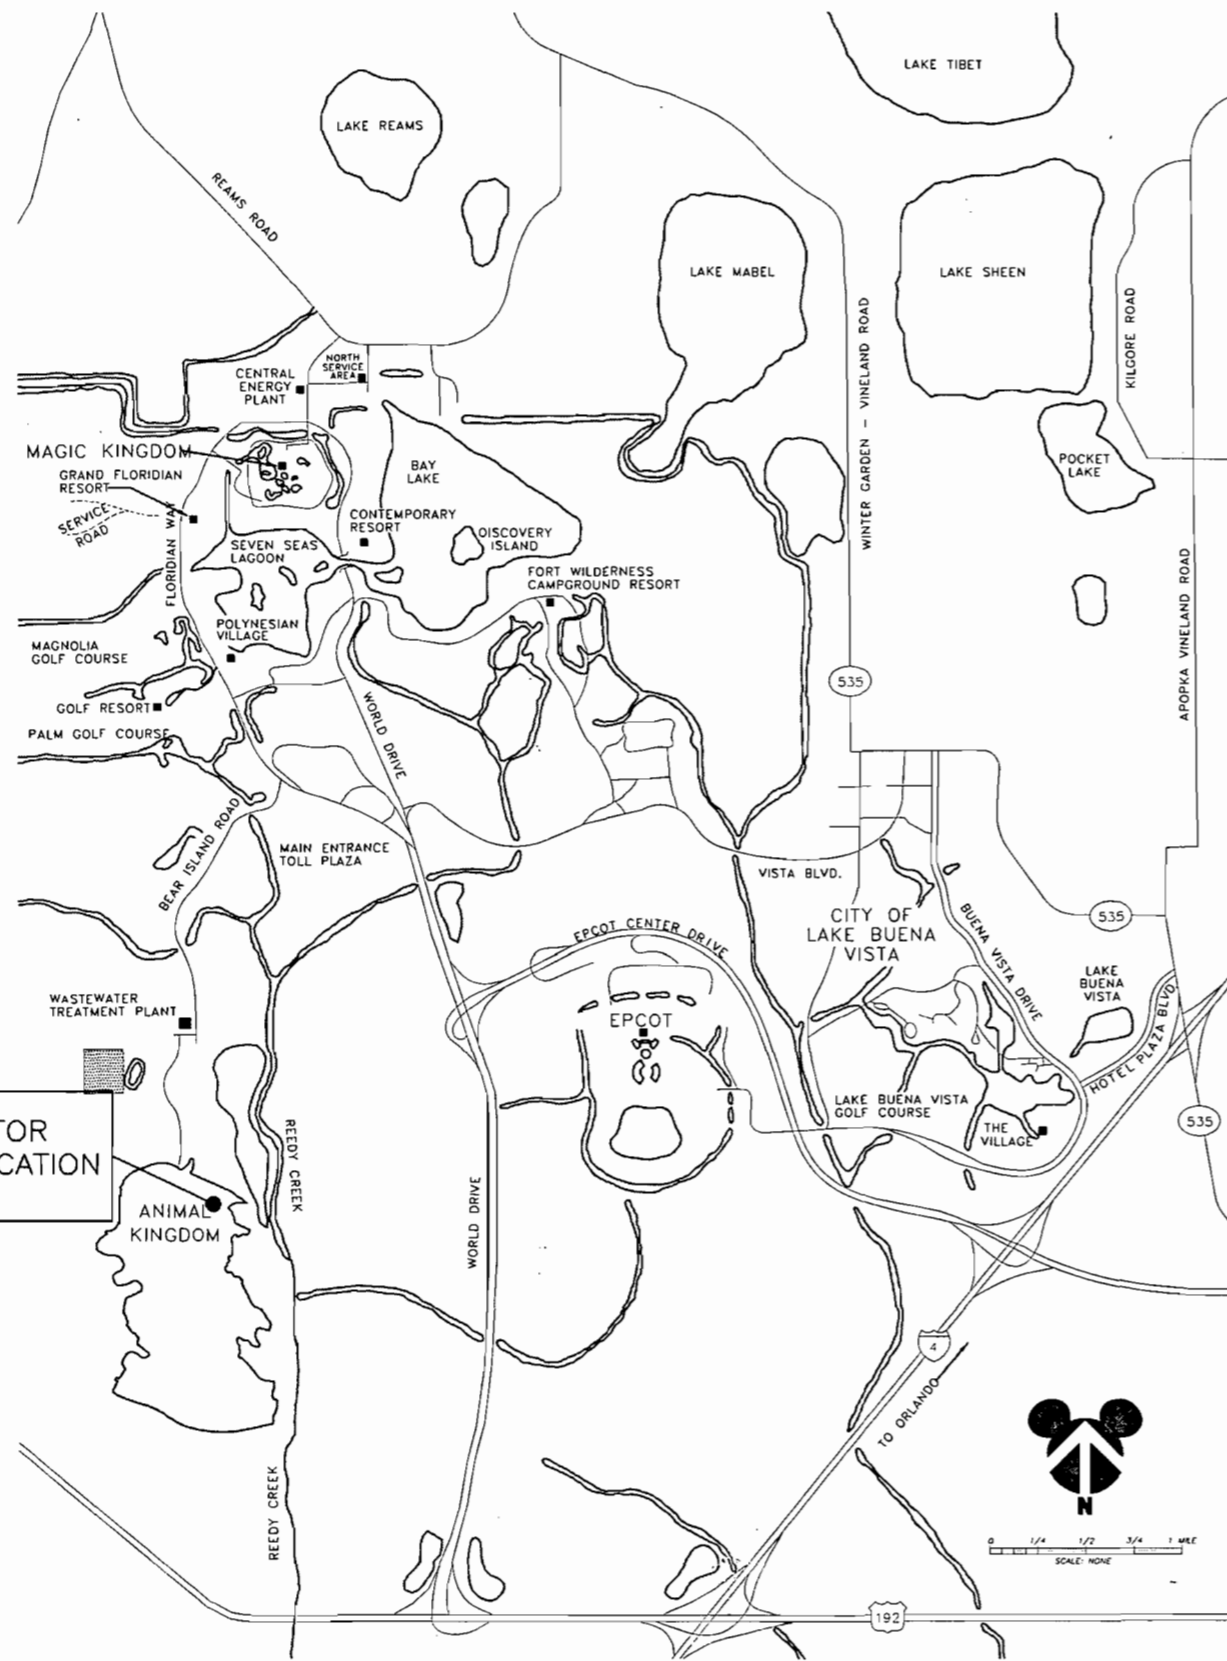 LAKE TIBET
LAKE REAMS
REAMS ROAD
LAKE MABEL
LAKE SHEEN
KILGORE ROAD
WINTER GARDEN - VINELAND ROAD
NORTH
SERVICE
AREA
CENTRAL
ENERGY
PLANT
MAGIC KINGDOM
GRAND FLORIDIAN
RESORT
SERVICE
ROAD
FLORIDIAN WAY
BAY
LAKE
POCKET
LAKE
CONTEMPORARY
RESORT
DISCOVERY
ISLAND
SEVEN SEAS
LAGOON
FORT WILDERNESS
CAMPGROUND RESORT
POLYNESIAN
VILLAGE
MAGNOLIA
GOLF COURSE
APOPKA VINELAND ROAD
535
GOLF RESORT
PALM GOLF COURSE
WORLD DRIVE
BEAR ISLAND ROAD
MAIN ENTRANCE
TOLL PLAZA
VISTA BLVD.
CITY OF
LAKE BUENA
VISTA
535
EPCOT CENTER DRIVE
BUENA VISTA DRIVE
LAKE
BUENA
VISTA
WASTEWATER
TREATMENT PLANT
EPCOT
HOTEL PLAZA BLVD.
LAKE BUENA VISTA
GOLF COURSE
THE
VILLAGE
535
TOR
CATION
REEDY CREEK
ANIMAL
KINGDOM
WORLD DRIVE
4
TO ORLANDO
REEDY CREEK
N
0 1/4 1/2 3/4 1 MILE
SCALE: NONE
192